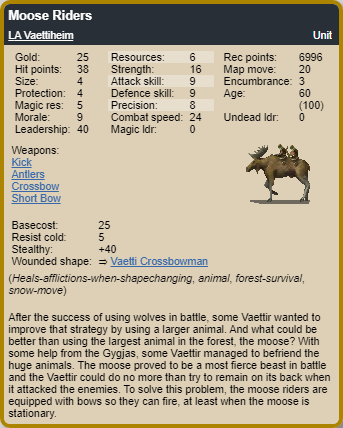 Moose Riders
LA Vaettiheim Unit
Gold: 25 Resources: 6 Rec points: 6996
Hit points: 38 Strength: 16 Map move: 20
Size: 4 Attack skill: 9 Encumbrance: 3
Protection: 4 Defence skill: 9 Age: 60
Magic res: 5 Precision: 8 (100)
Morale: 9 Combat speed: 24 Undead ldr: 0
Leadership: 40 Magic ldr: 0
Weapons:
Kick
Antlers
Crossbow
Short Bow
Basecost: 25
Resist cold: 5
Stealthy: +40
Wounded shape: ⇒ Vaetti Crossbowman
(Heals-afflictions-when-shapechanging, animal, forest-survival,
snow-move)
After the success of using wolves in battle, some Vaettir wanted to
improve that strategy by using a larger animal. And what could be
better than using the largest animal in the forest, the moose? With
some help from the Gygjas, some Vaettir managed to befriend the
huge animals. The moose proved to be a most fierce beast in battle
and the Vaettir could do no more than try to remain on its back when
it attacked the enemies. To solve this problem, the moose riders are
equipped with bows so they can fire, at least when the moose is
stationary.